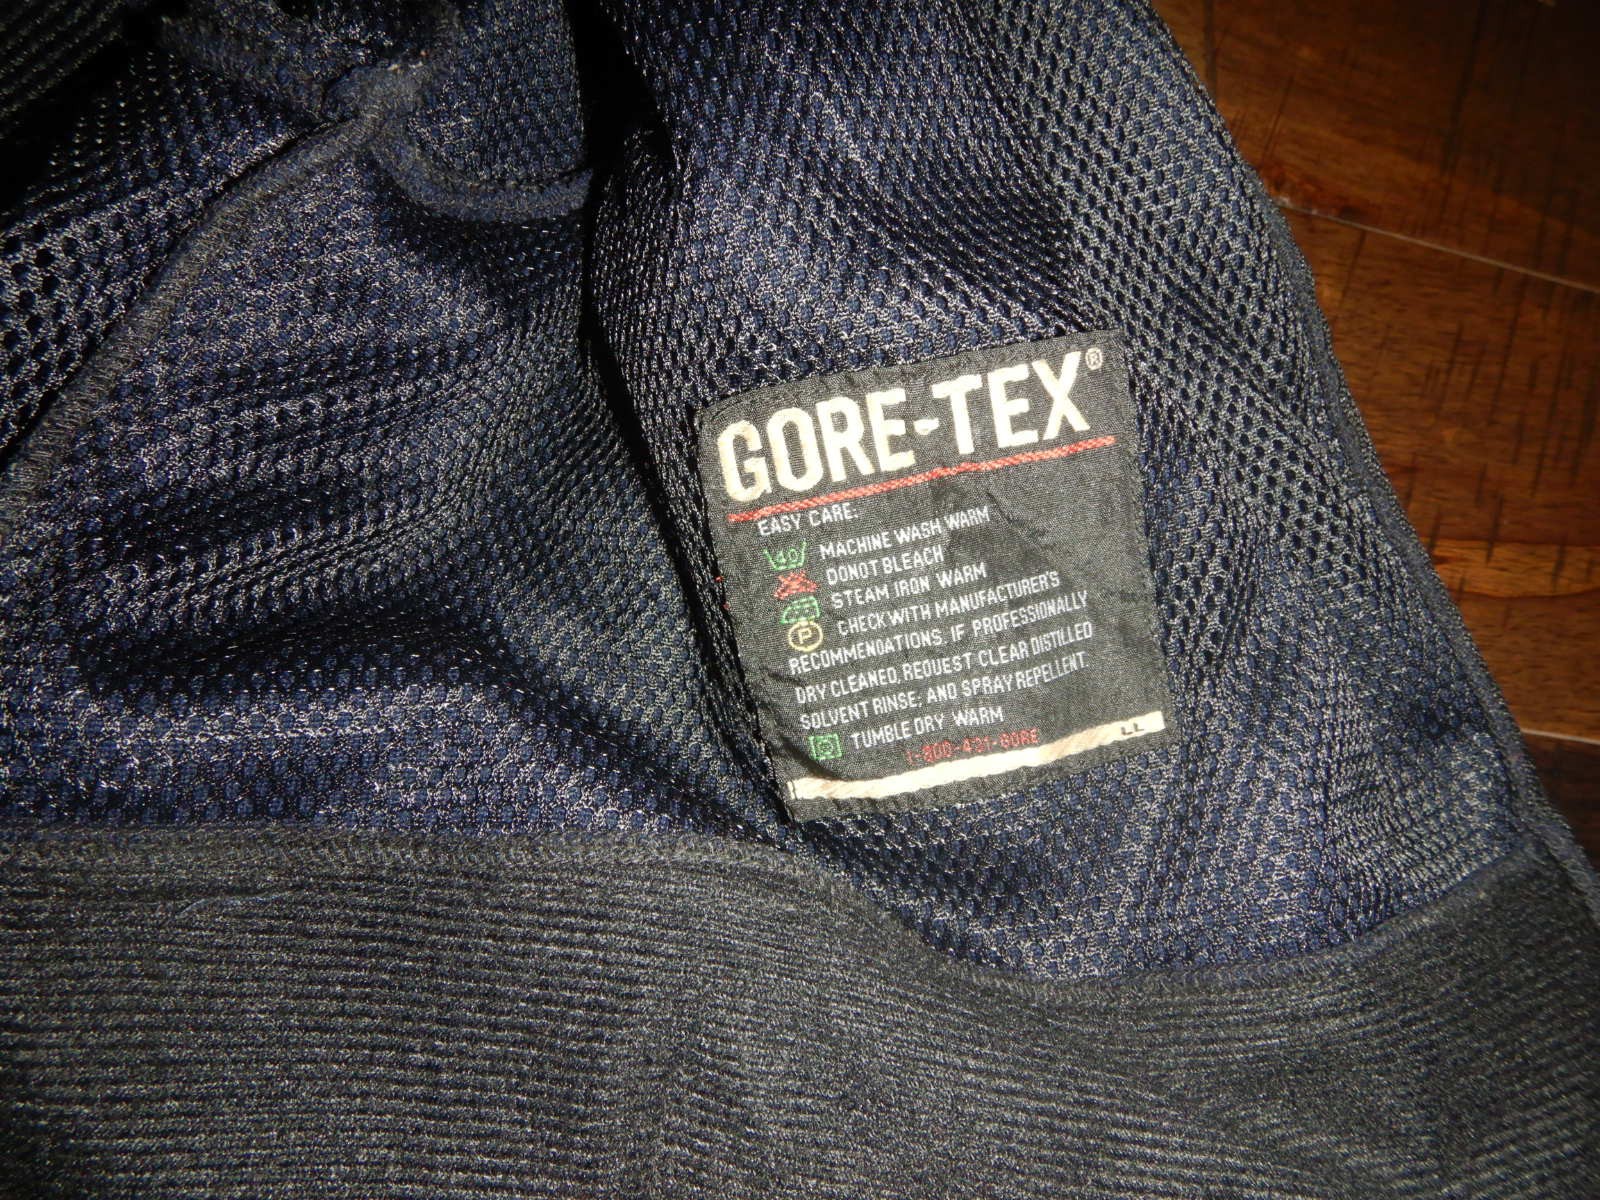 GORE-TEX®
EASY CARE:
40 MACHINE WASH WARM
DO NOT BLEACH
STEAM IRON WARM
P CHECK WITH MANUFACTURER'S
RECOMMENDATIONS. IF PROFESSIONALLY
DRY CLEANED, REQUEST CLEAR DISTILLED
SOLVENT RINSE, AND SPRAY REPELLENT.
TUMBLE DRY WARM
1-800-431-GORE
LL